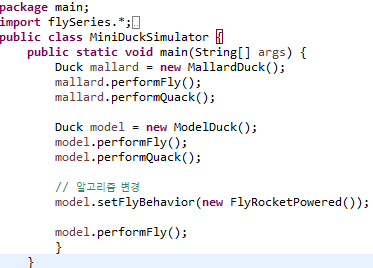 package main;
import flySeries.*;
public class MiniDuckSimulator {
    public static void main(String[] args) {
        Duck mallard = new MallardDuck();
        mallard.performFly();
        mallard.performQuack();

        Duck model = new ModelDuck();
        model.performFly();
        model.performQuack();

        // 알고리즘 변경
        model.setFlyBehavior(new FlyRocketPowered());

        model.performFly();
        }
    }